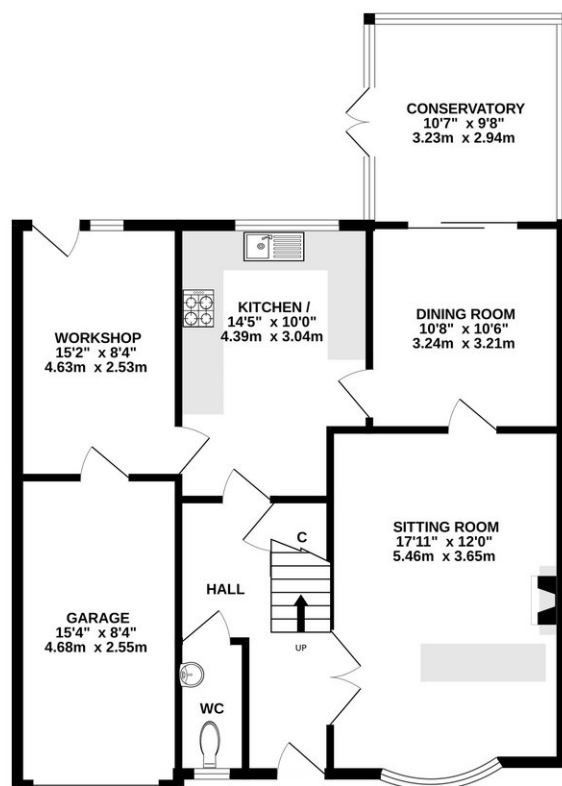 CONSERVATORY
10'7" x 9'8"
3.23m x 2.94m
KITCHEN /
14'5" x 10'0"
4.39m x 3.04m
DINING ROOM
10'8" x 10'6"
3.24m x 3.21m
WORKSHOP
15'2" x 8'4"
4.63m x 2.53m
SITTING ROOM
17'11" x 12'0"
5.46m x 3.65m
C
HALL
UP
GARAGE
15'4" x 8'4"
4.68m x 2.55m
WC